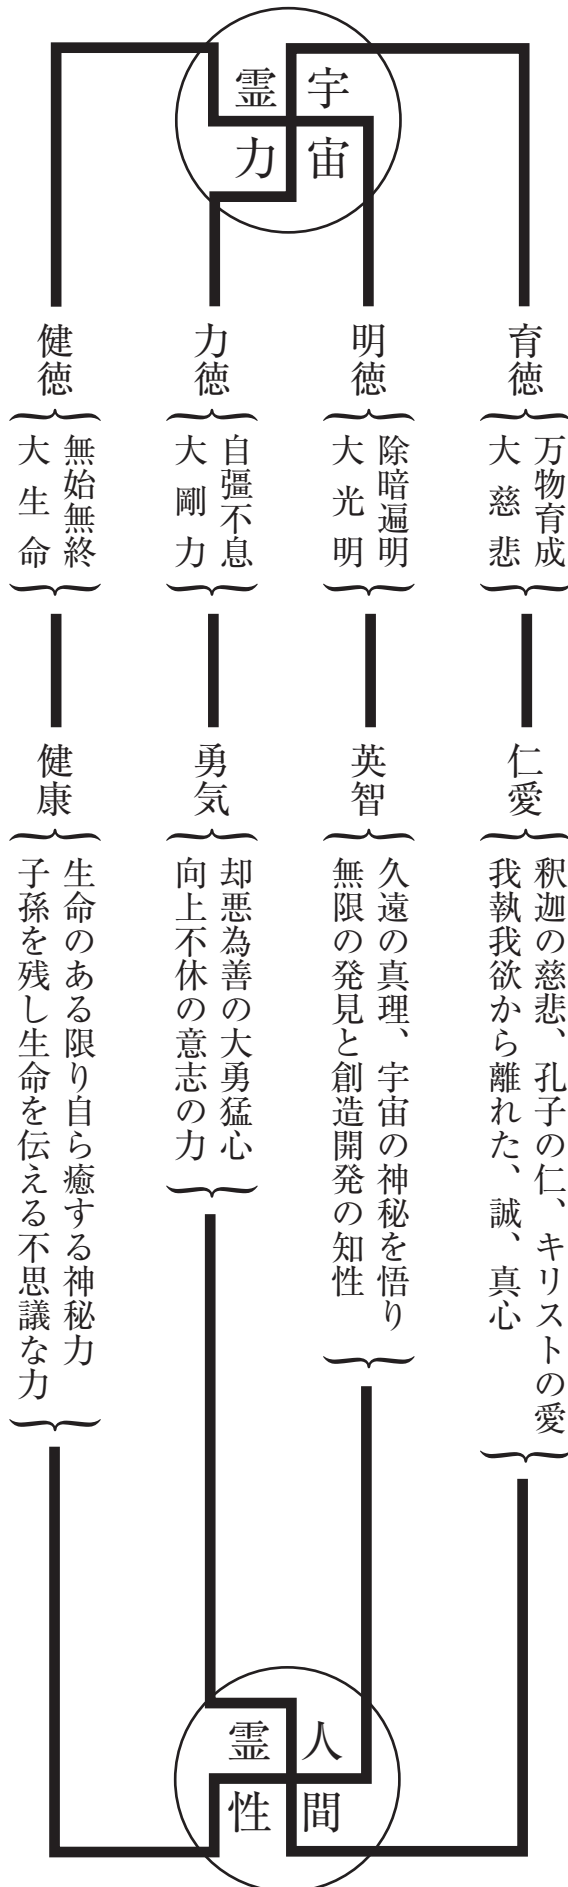 宇宙
霊力
育徳
万物育成
大慈悲
仁愛
釈迦の慈悲、孔子の仁、キリストの愛
我執我欲から離れた、誠、真心
明徳
除暗遍明
大光明
英智
久遠の真理、宇宙の神秘を悟り
無限の発見と創造開発の知性
力徳
自彊不息
大剛力
勇気
却悪為善の大勇猛心
向上不休の意志の力
健徳
無始無終
大生命
健康
生命のある限り自ら癒する神秘力
子孫を残し生命を伝える不思議な力
人間
霊性